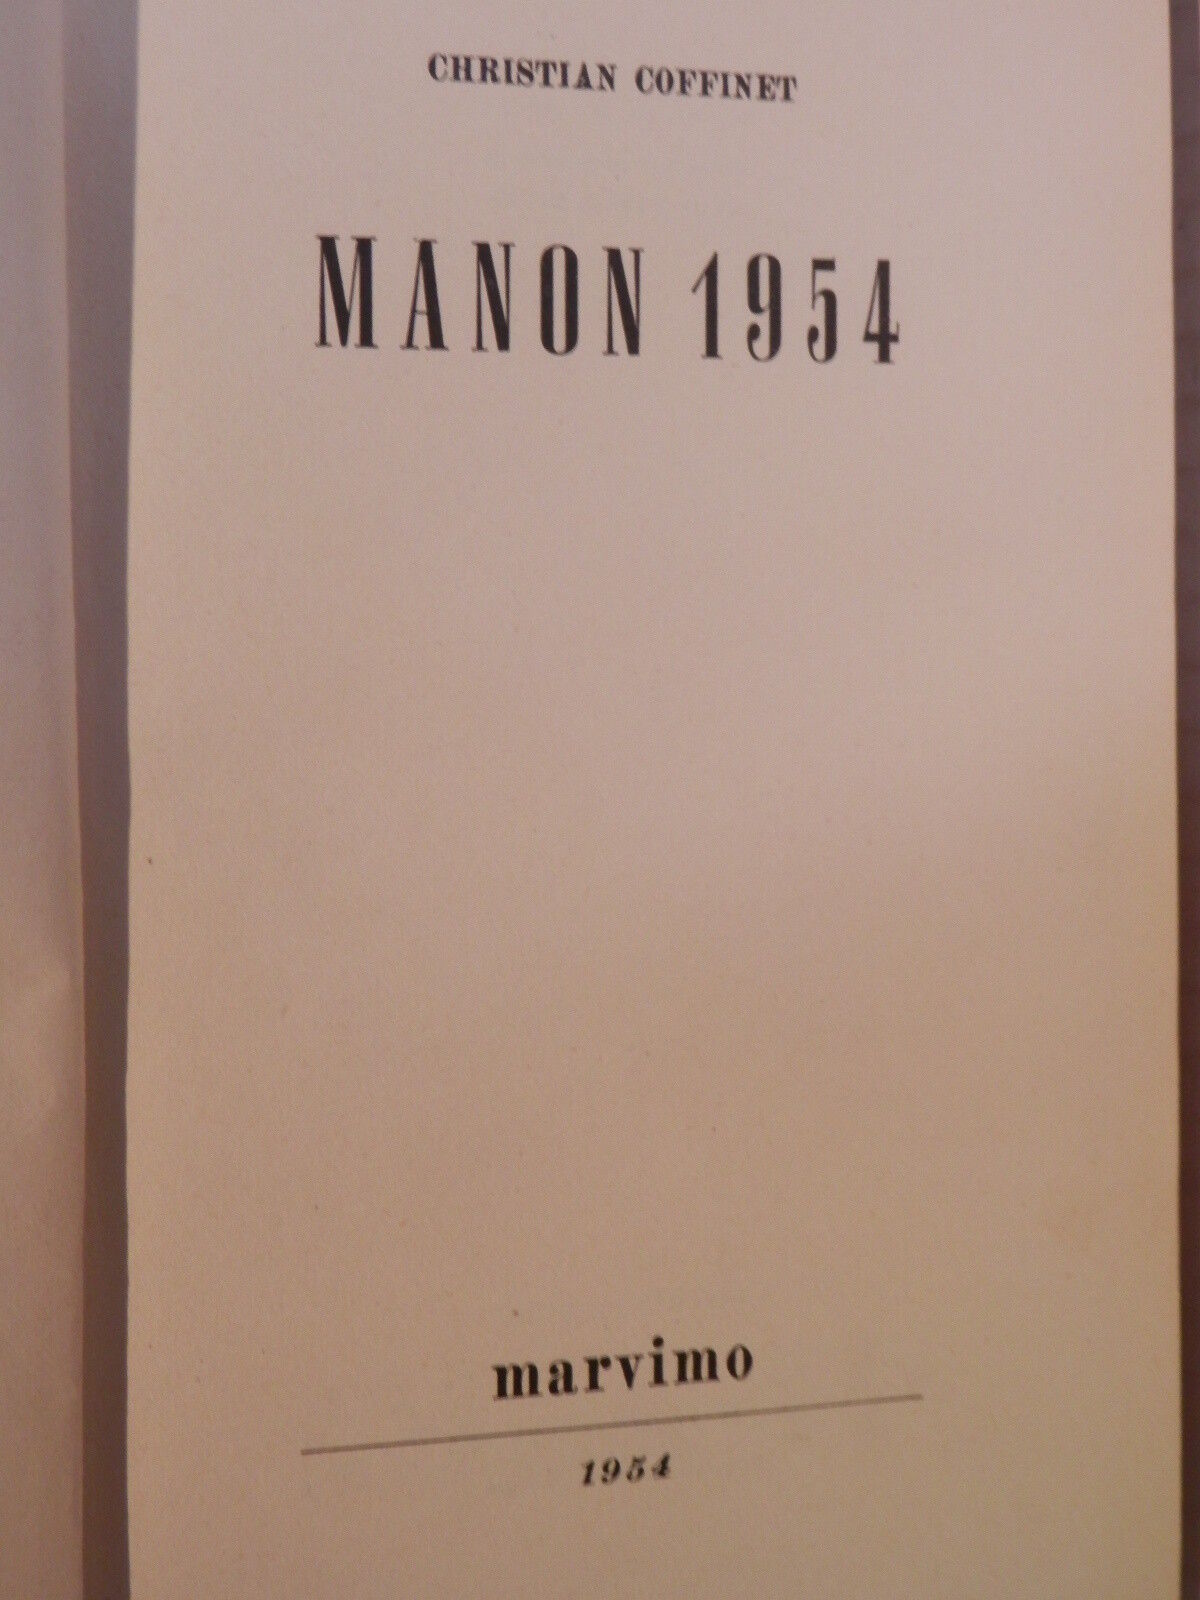 CHRISTIAN COFFINET
MANON 1954
marvimo
1954